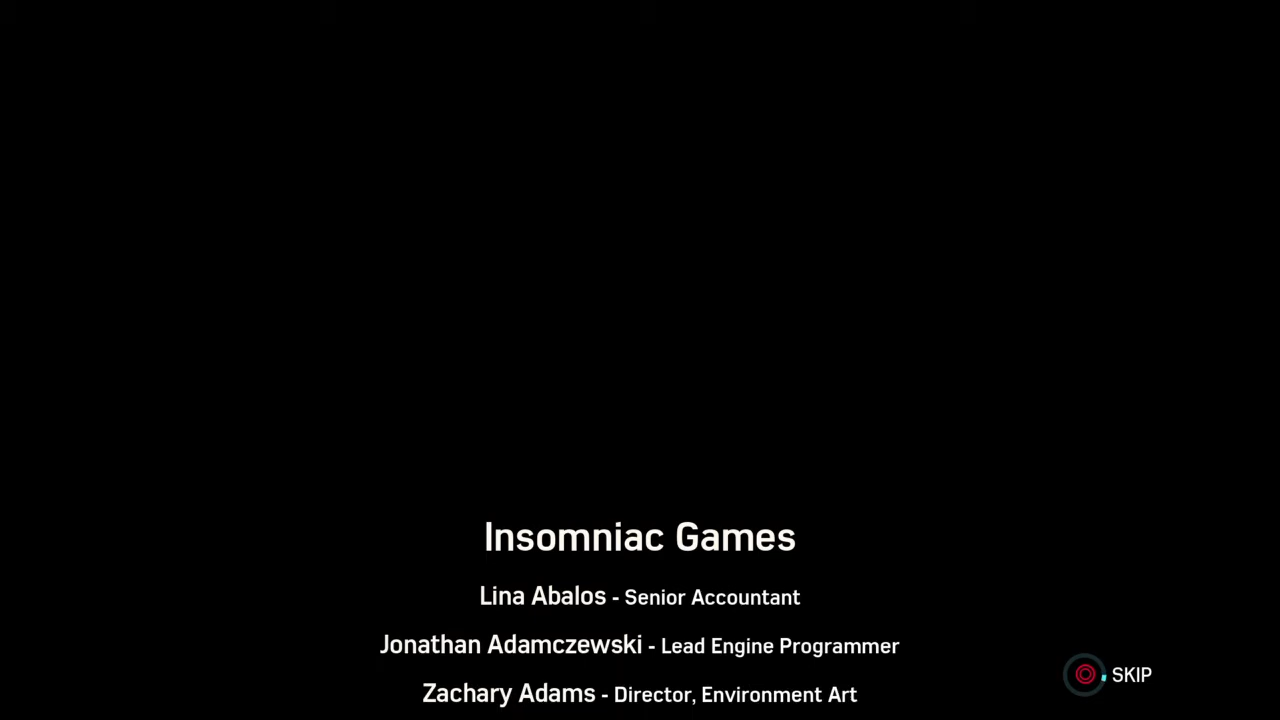 Insomniac Games
Lina Abalos - Senior Accountant
Jonathan Adamczewski - Lead Engine Programmer
Zachary Adams - Director, Environment Art
SKIP